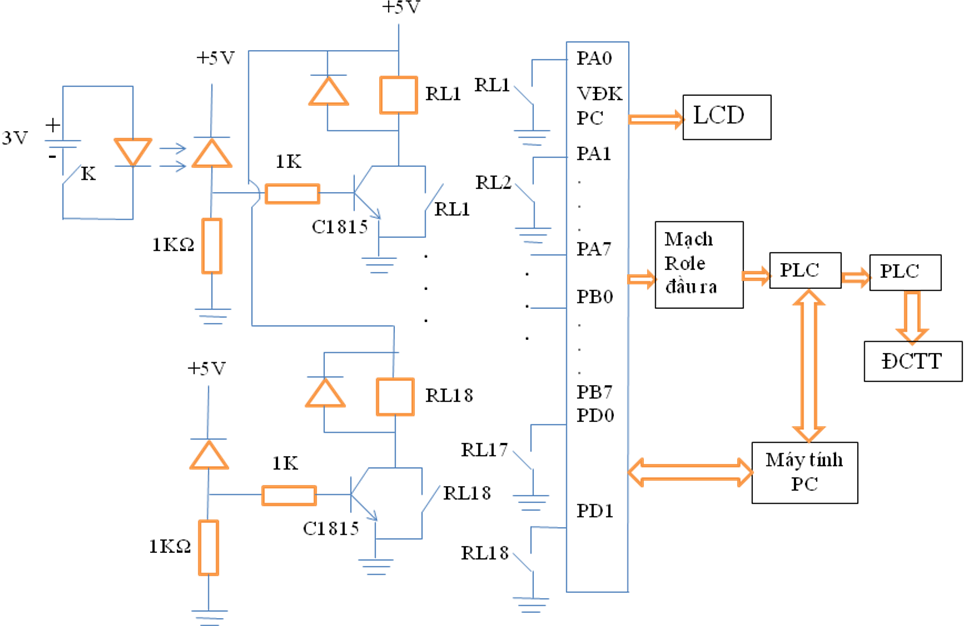 +5V
+5V
RL1
3V
+
-
K
1K
C1815
RL1
1KΩ
.
.
.
+5V
RL18
1K
C1815
RL18
1KΩ
RL1
RL2
.
.
RL17
RL18
PA0
VĐK
PC
PA1
.
.
.
PA7
PB0
.
.
.
PB7
PD0
PD1
LCD
Mạch
Rơle
đầu ra
PLC
PLC
ĐCTT
Máy tính
PC